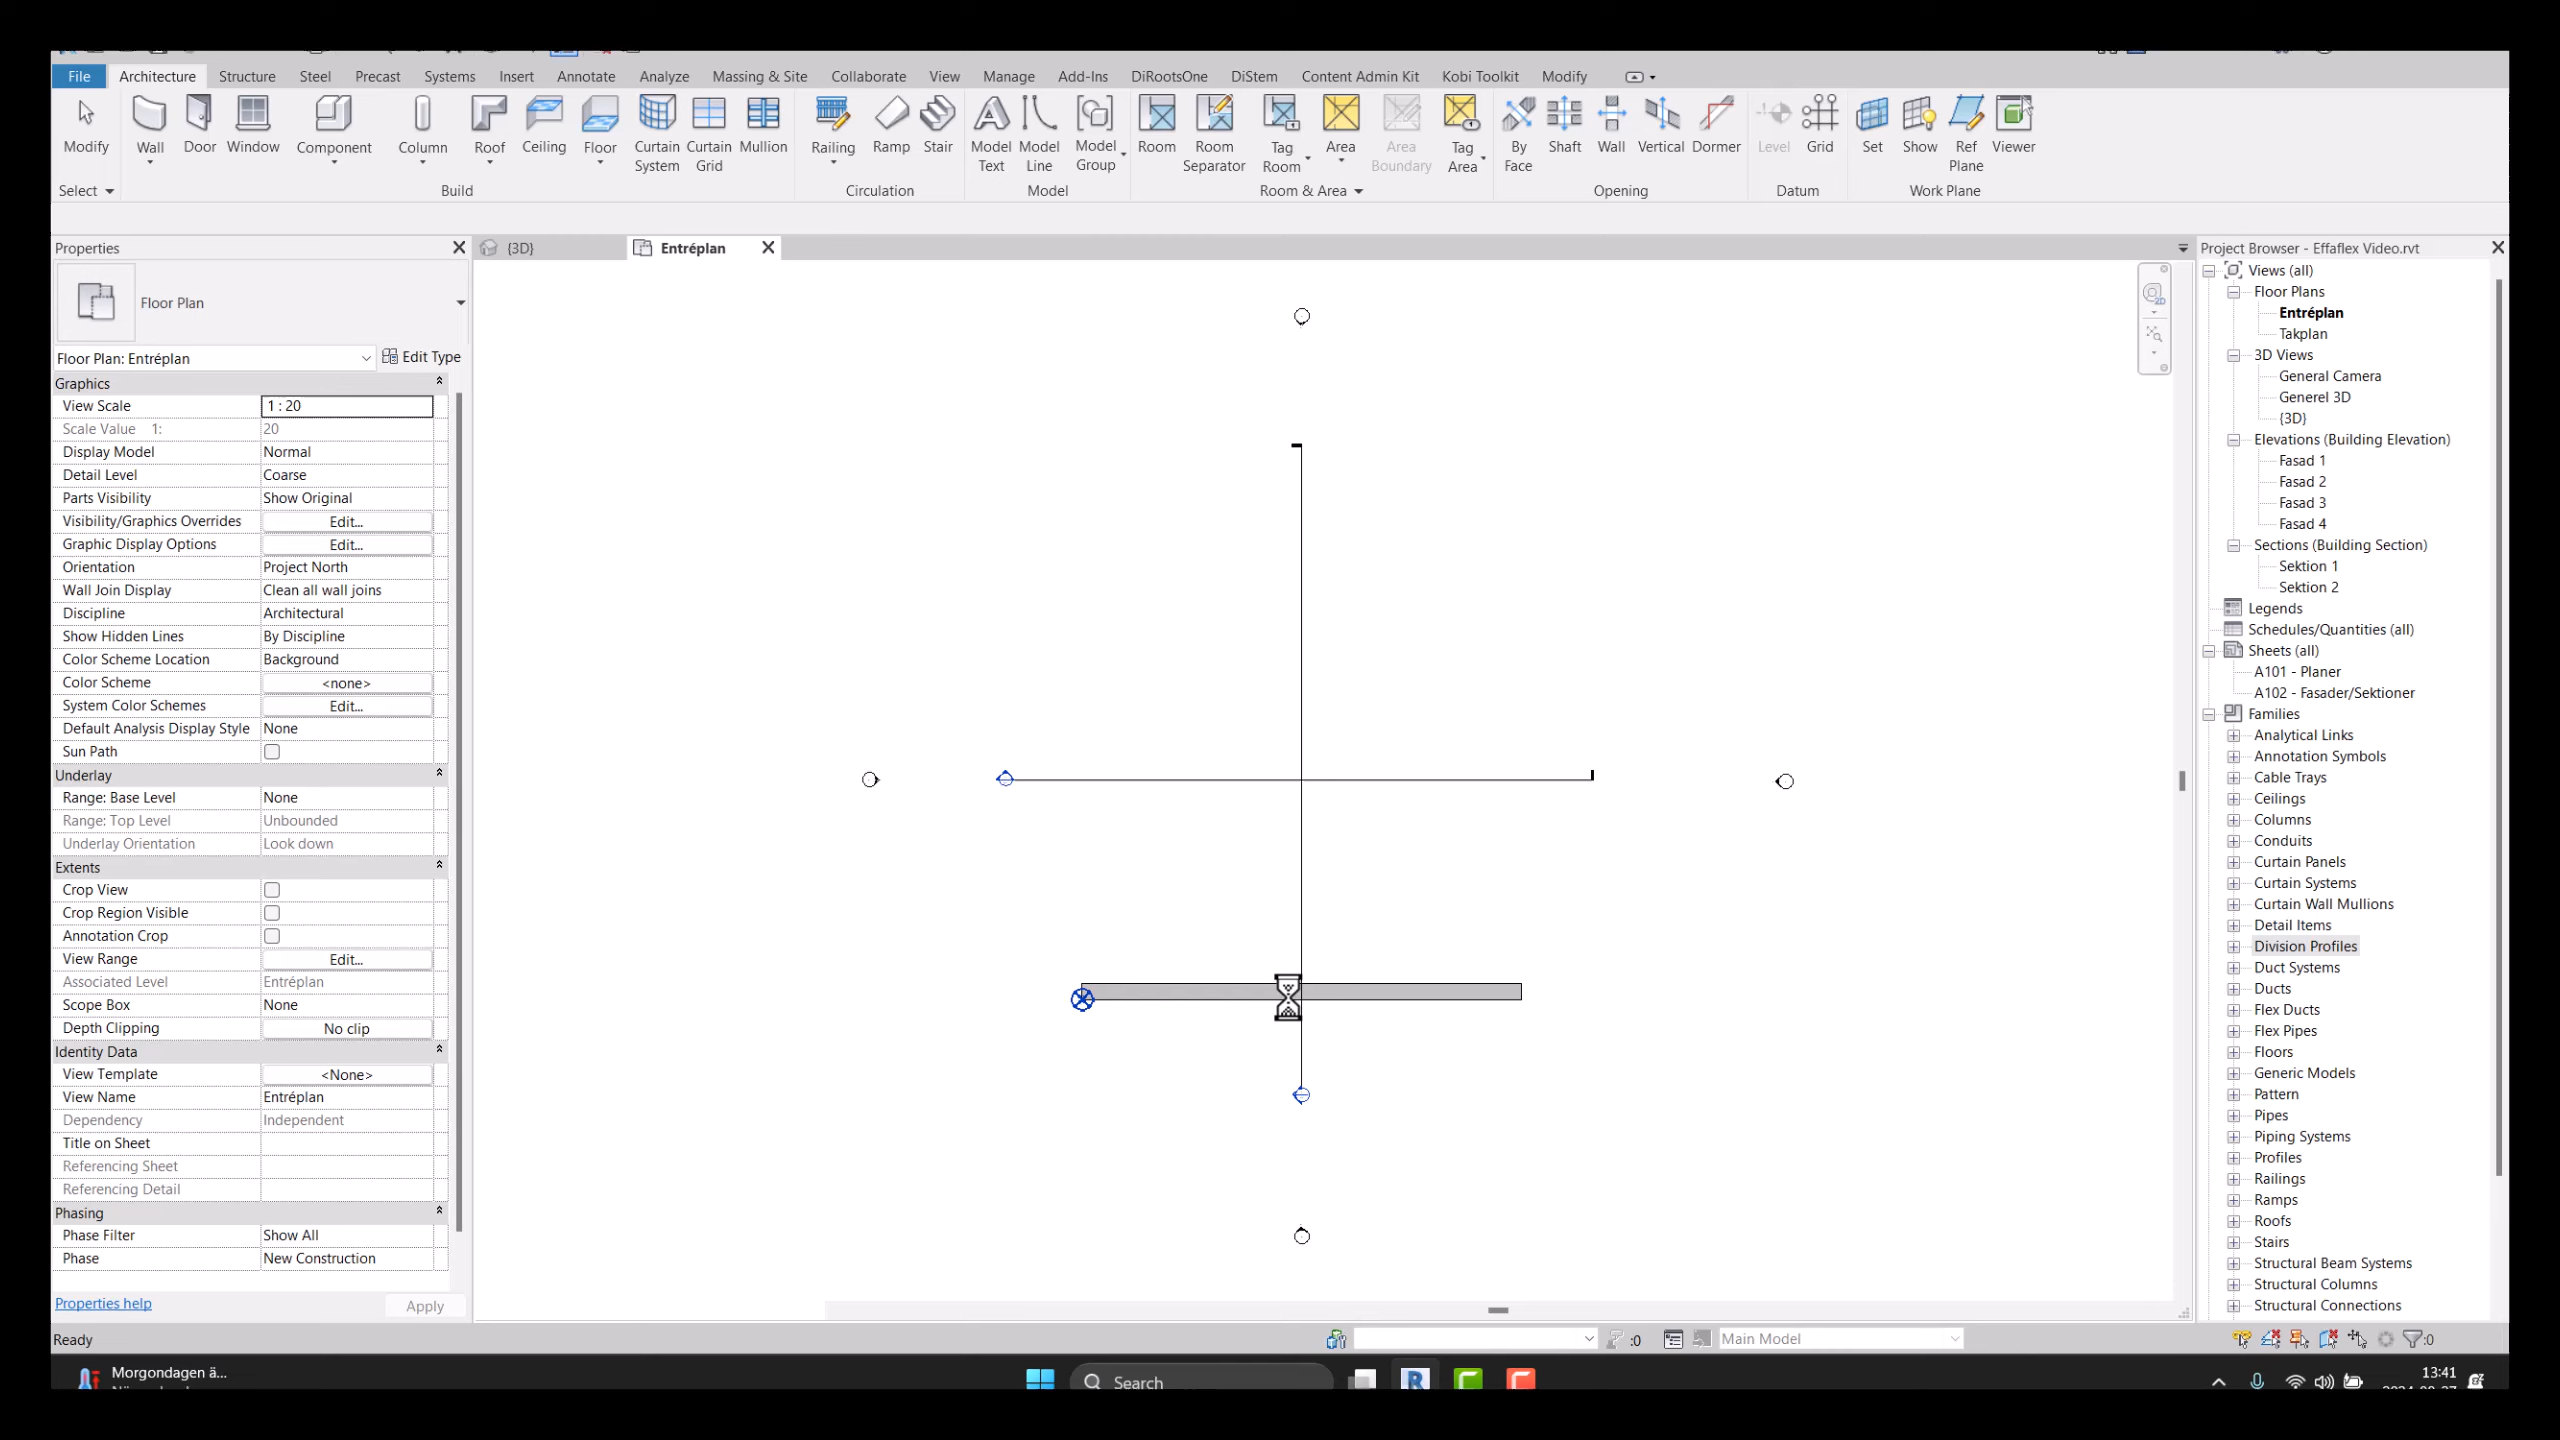 File Architecture Structure Steel Precast Systems Insert Annotate Analyze Massing & Site Collaborate View Manage Add-Ins DiRootsOne DiStem Content Admin Kit Kobi Toolkit Modify
Modify Wall Door Window Component Column Roof Ceiling Floor Curtain System Curtain Grid Mullion Railing Ramp Stair Model Text Model Line Model Group Room Room Separator Tag Room Area Area Boundary Tag Area By Face Shaft Wall Vertical Dormer Level Grid Set Show Ref Plane Viewer
Select Build Circulation Model Room & Area Opening Datum Work Plane
Properties
{3D} Entréplan
Floor Plan
Floor Plan: Entréplan Edit Type
Graphics
View Scale 1 : 20
Scale Value 1: 20
Display Model Normal
Detail Level Coarse
Parts Visibility Show Original
Visibility/Graphics Overrides Edit...
Graphic Display Options Edit...
Orientation Project North
Wall Join Display Clean all wall joins
Discipline Architectural
Show Hidden Lines By Discipline
Color Scheme Location Background
Color Scheme <none>
System Color Schemes Edit...
Default Analysis Display Style None
Sun Path
Underlay
Range: Base Level None
Range: Top Level Unbounded
Underlay Orientation Look down
Extents
Crop View
Crop Region Visible
Annotation Crop
View Range Edit...
Associated Level Entréplan
Scope Box None
Depth Clipping No clip
Identity Data
View Template <None>
View Name Entréplan
Dependency Independent
Title on Sheet
Referencing Sheet
Referencing Detail
Phasing
Phase Filter Show All
Phase New Construction
Properties help Apply
Project Browser - Effaflex Video.rvt
Views (all)
Floor Plans
Entréplan
Takplan
3D Views
General Camera
Generel 3D
{3D}
Elevations (Building Elevation)
Fasad 1
Fasad 2
Fasad 3
Fasad 4
Sections (Building Section)
Sektion 1
Sektion 2
Legends
Schedules/Quantities (all)
Sheets (all)
A101 - Planer
A102 - Fasader/Sektioner
Families
Analytical Links
Annotation Symbols
Cable Trays
Ceilings
Columns
Conduits
Curtain Panels
Curtain Systems
Curtain Wall Mullions
Detail Items
Division Profiles
Duct Systems
Ducts
Flex Ducts
Flex Pipes
Floors
Generic Models
Pattern
Pipes
Piping Systems
Profiles
Railings
Ramps
Roofs
Stairs
Structural Beam Systems
Structural Columns
Structural Connections
Ready :0 Main Model :0
Morgondagen ä...
Search
13:41